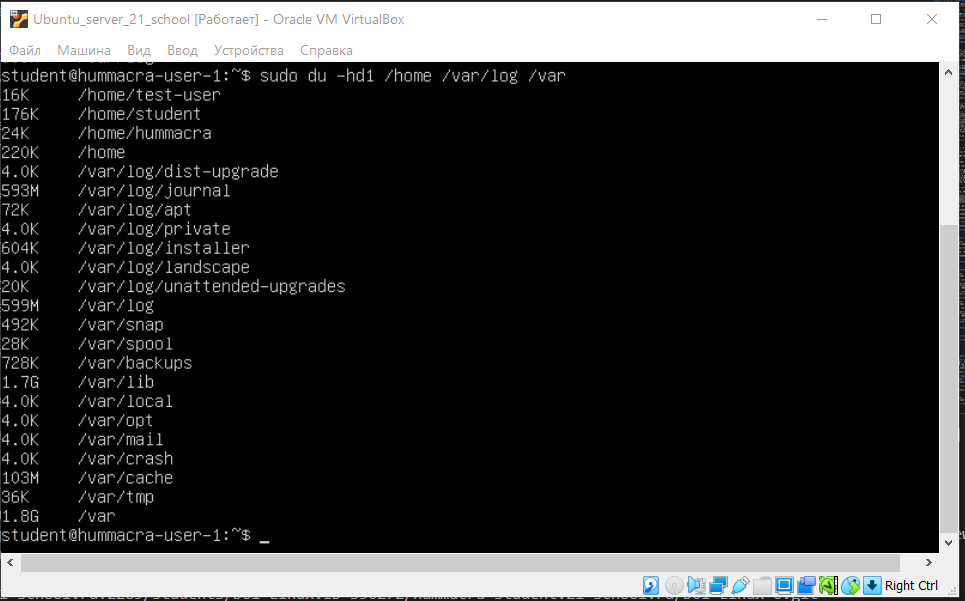 Ubuntu_server_21_school [Работает] - Oracle VM VirtualBox
Файл Машина Вид Ввод Устройства Справка
student@hummacra-user-1:~$ sudo du -hd1 /home /var/log /var
16K /home/test-user
176K /home/student
24K /home/hummacra
220K /home
4.0K /var/log/dist-upgrade
593M /var/log/journal
72K /var/log/apt
4.0K /var/log/private
604K /var/log/installer
4.0K /var/log/landscape
20K /var/log/unattended-upgrades
599M /var/log
492K /var/snap
28K /var/spool
728K /var/backups
1.7G /var/lib
4.0K /var/local
4.0K /var/opt
4.0K /var/mail
4.0K /var/crash
103M /var/cache
36K /var/tmp
1.8G /var
student@hummacra-user-1:~$ _
Right Ctrl